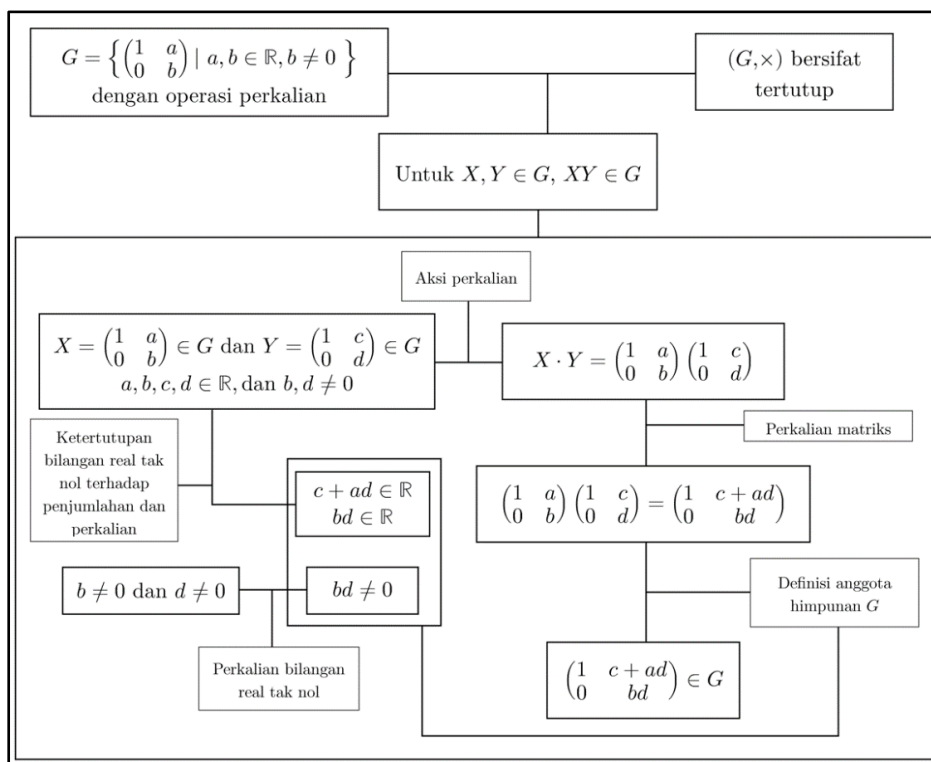 G = { ( 1 a ; 0 b ) | a, b ∈ ℝ, b ≠ 0 }
dengan operasi perkalian
(G,×) bersifat
tertutup
Untuk X, Y ∈ G, XY ∈ G
Aksi perkalian
X = ( 1 a ; 0 b ) ∈ G dan Y = ( 1 c ; 0 d ) ∈ G
a, b, c, d ∈ ℝ, dan b, d ≠ 0
X · Y = ( 1 a ; 0 b ) ( 1 c ; 0 d )
Ketertutupan
bilangan real tak
nol terhadap
penjumlahan dan
perkalian
Perkalian matriks
c + ad ∈ ℝ
bd ∈ ℝ
( 1 a ; 0 b ) ( 1 c ; 0 d ) = ( 1 c + ad ; 0 bd )
b ≠ 0 dan d ≠ 0
bd ≠ 0
Definisi anggota
himpunan G
Perkalian bilangan
real tak nol
( 1 c + ad ; 0 bd ) ∈ G